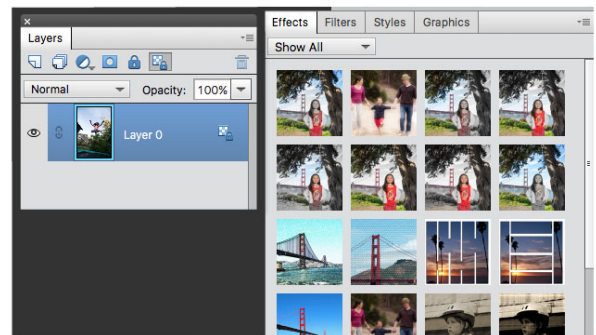 Layers
Normal
Opacity: 100%
Layer 0
Effects Filters Styles Graphics
Show All